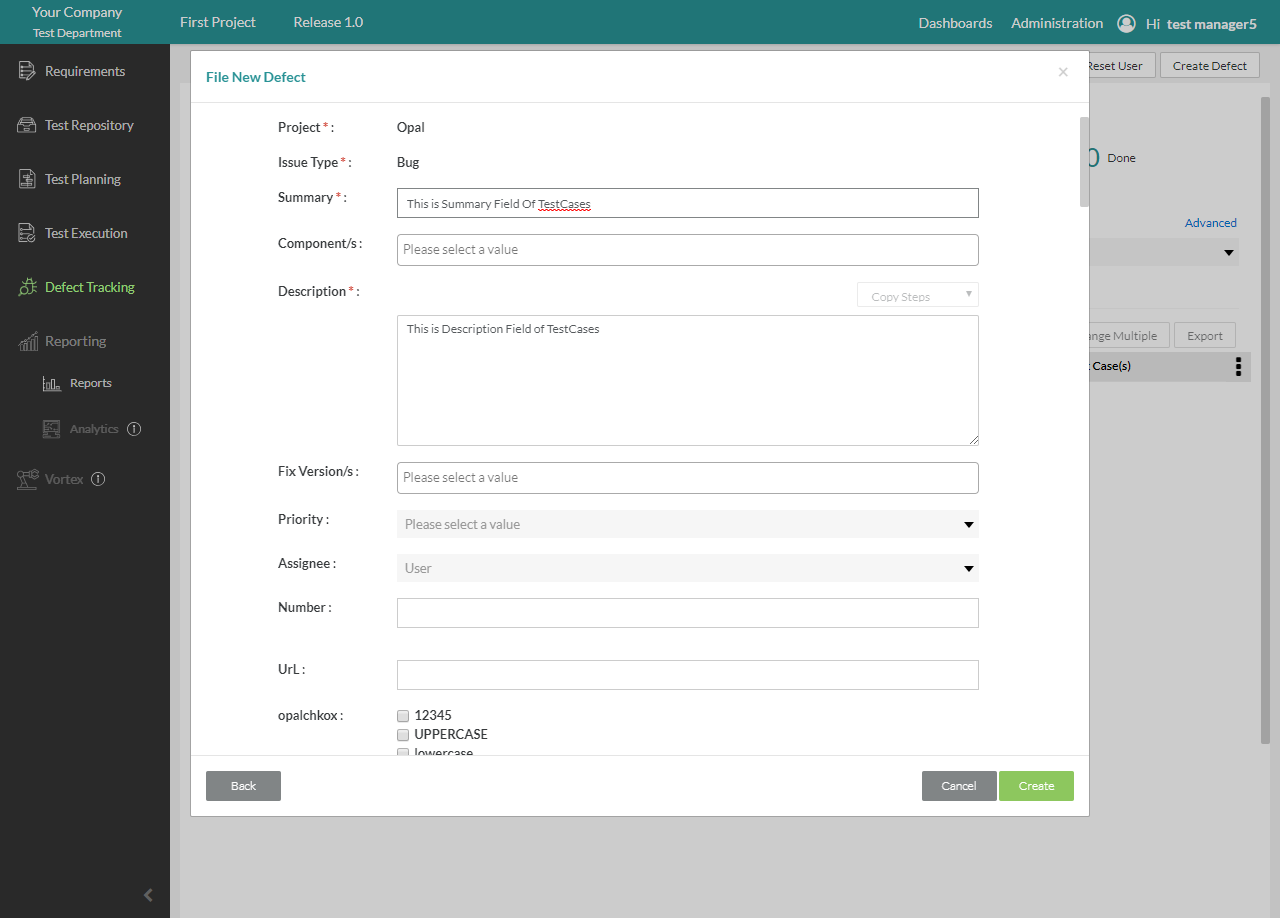 Your Company
Test Department
First Project
Release 1.0
Dashboards
Administration
Hi test manager5
Requirements
Test Repository
Test Planning
Test Execution
Defect Tracking
Reporting
Reports
Analytics
Vortex
File New Defect
×
Reset User
Create Defect
Project * :
Opal
Issue Type * :
Bug
Summary * :
This is Summary Field Of TestCases
Component/s :
Please select a value
Description * :
Copy Steps
This is Description Field of TestCases
Fix Version/s :
Please select a value
Priority :
Please select a value
Assignee :
User
Number :
UrL :
opalchkox :
12345
UPPERCASE
lowercase
Back
Cancel
Create
0 Done
Advanced
Multiple
Export
Case(s)